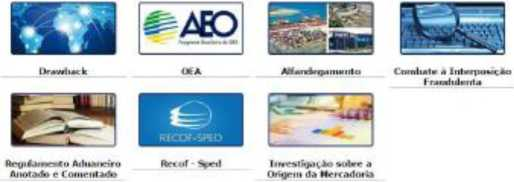 AEO
Programa Brasileiro de OEA
Drawback
OEA
Alfandegamento
Combate à Interposição
Fraudulenta
RECOF-SPED
Regulamento Aduaneiro
Anotado e Comentado
Recof - Sped
Investigação sobre a
Origem da Mercadoria